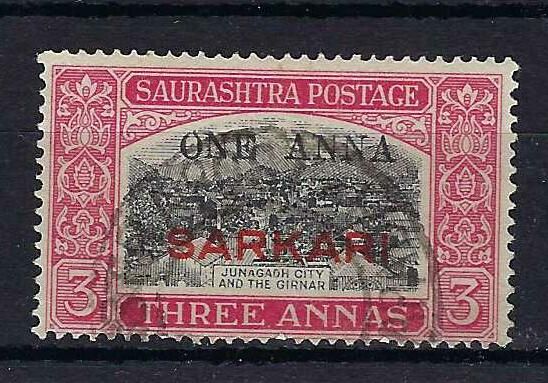 SAURASHTRA POSTAGE
ONE ANNA
SARKARI
JUNAGADH CITY
AND THE GIRNAR
3 3
THREE ANNAS